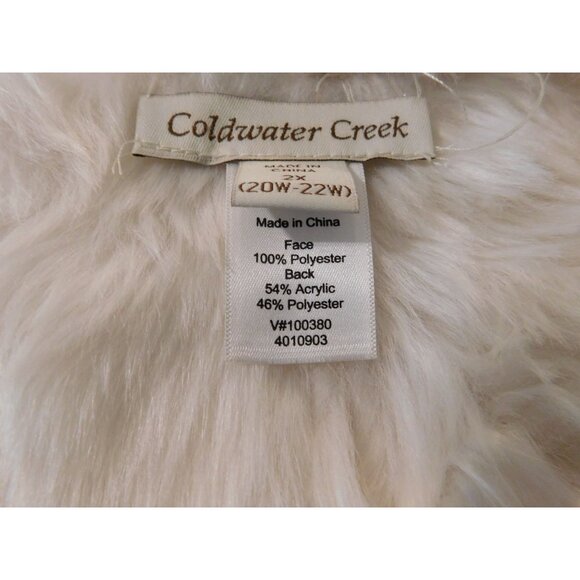 Coldwater Creek
MADE IN
CHINA
2X
(20W-22W)
Made in China
Face
100% Polyester
Back
54% Acrylic
46% Polyester
V#100380
4010903